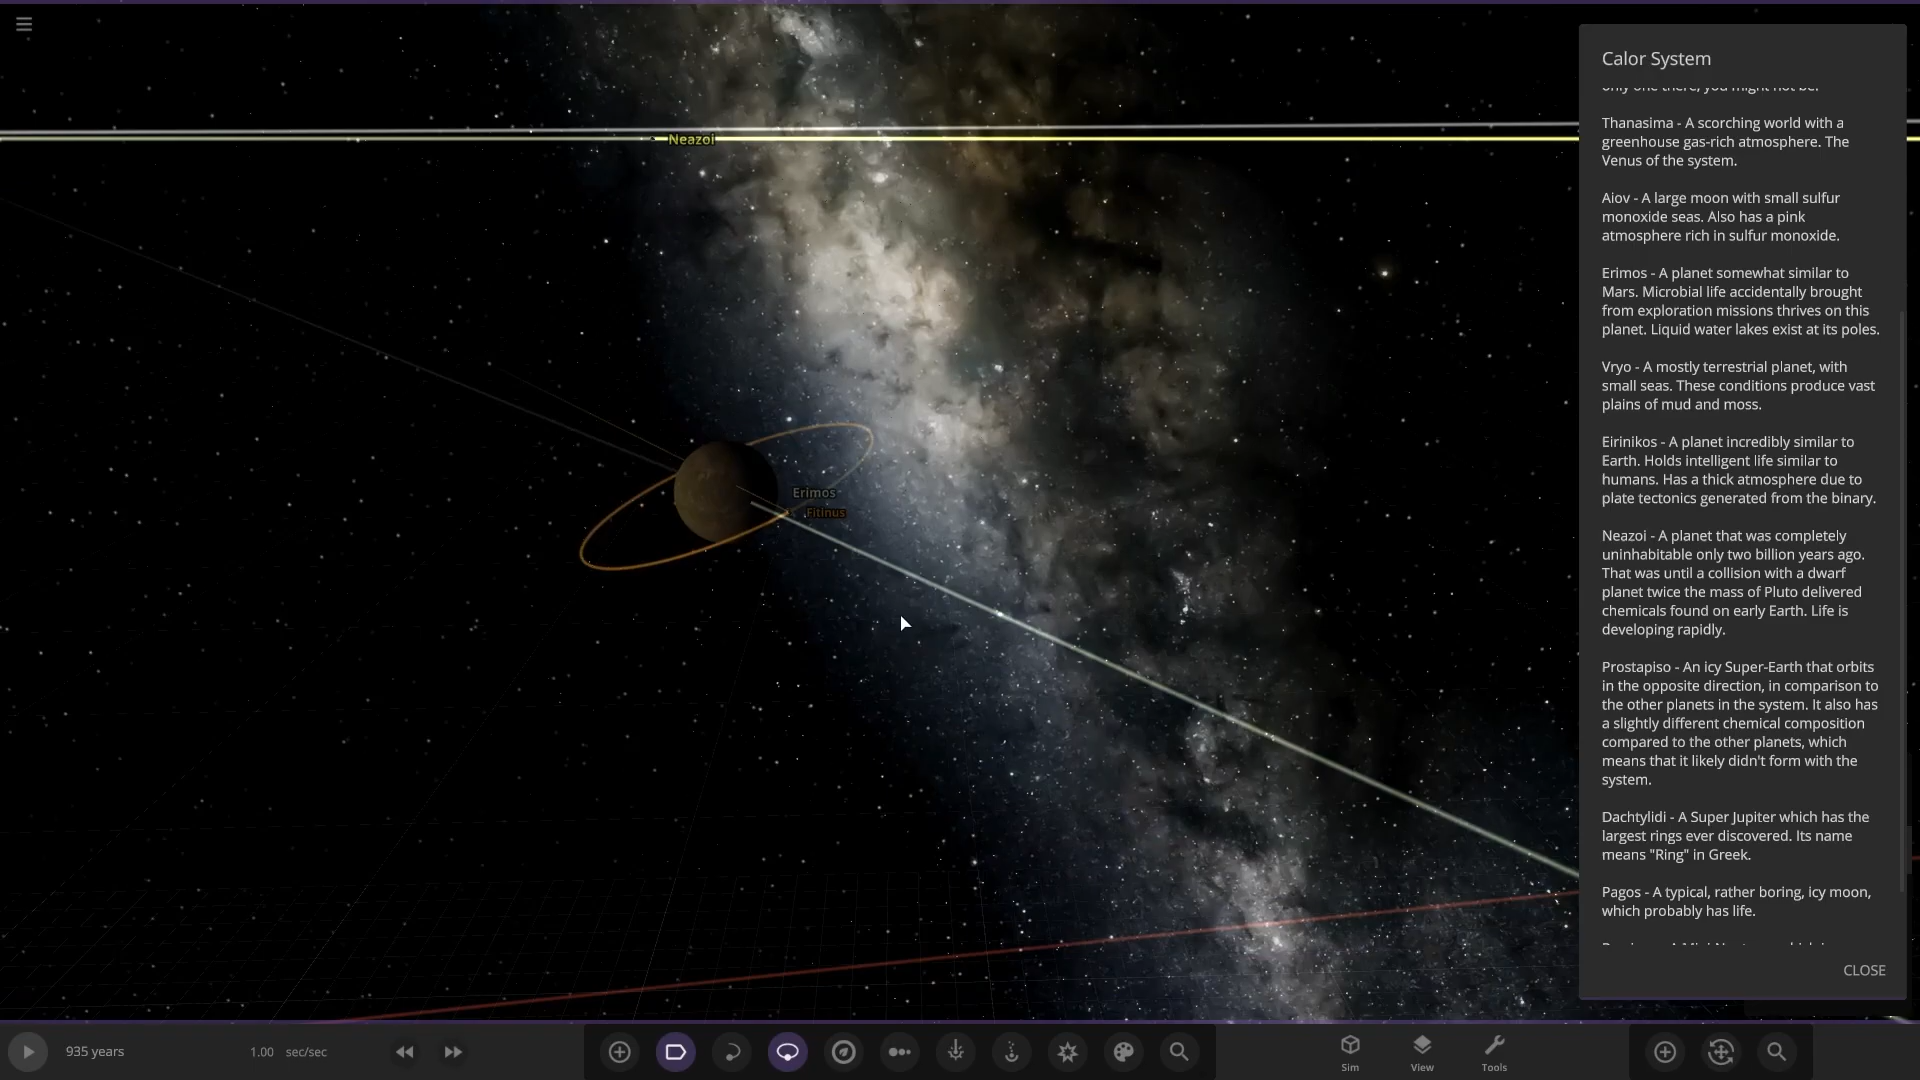 Calor System
only one there, you might not be.
Thanasima - A scorching world with a
greenhouse gas-rich atmosphere. The
Venus of the system.
Aiov - A large moon with small sulfur
monoxide seas. Also has a pink
atmosphere rich in sulfur monoxide.
Erimos - A planet somewhat similar to
Mars. Microbial life accidentally brought
from exploration missions thrives on this
planet. Liquid water lakes exist at its poles.
Vryo - A mostly terrestrial planet, with
small seas. These conditions produce vast
plains of mud and moss.
Eirinikos - A planet incredibly similar to
Earth. Holds intelligent life similar to
humans. Has a thick atmosphere due to
plate tectonics generated from the binary.
Neazoi - A planet that was completely
uninhabitable only two billion years ago.
That was until a collision with a dwarf
planet twice the mass of Pluto delivered
chemicals found on early Earth. Life is
developing rapidly.
Prostapiso - An icy Super-Earth that orbits
in the opposite direction, in comparison to
the other planets in the system. It also has
a slightly different chemical composition
compared to the other planets, which
means that it likely didn't form with the
system.
Dachtylidi - A Super Jupiter which has the
largest rings ever discovered. Its name
means "Ring" in Greek.
Pagos - A typical, rather boring, icy moon,
which probably has life.
CLOSE
Neazoi
Erimos
Fitinus
935 years
1.00 sec/sec
Sim
View
Tools